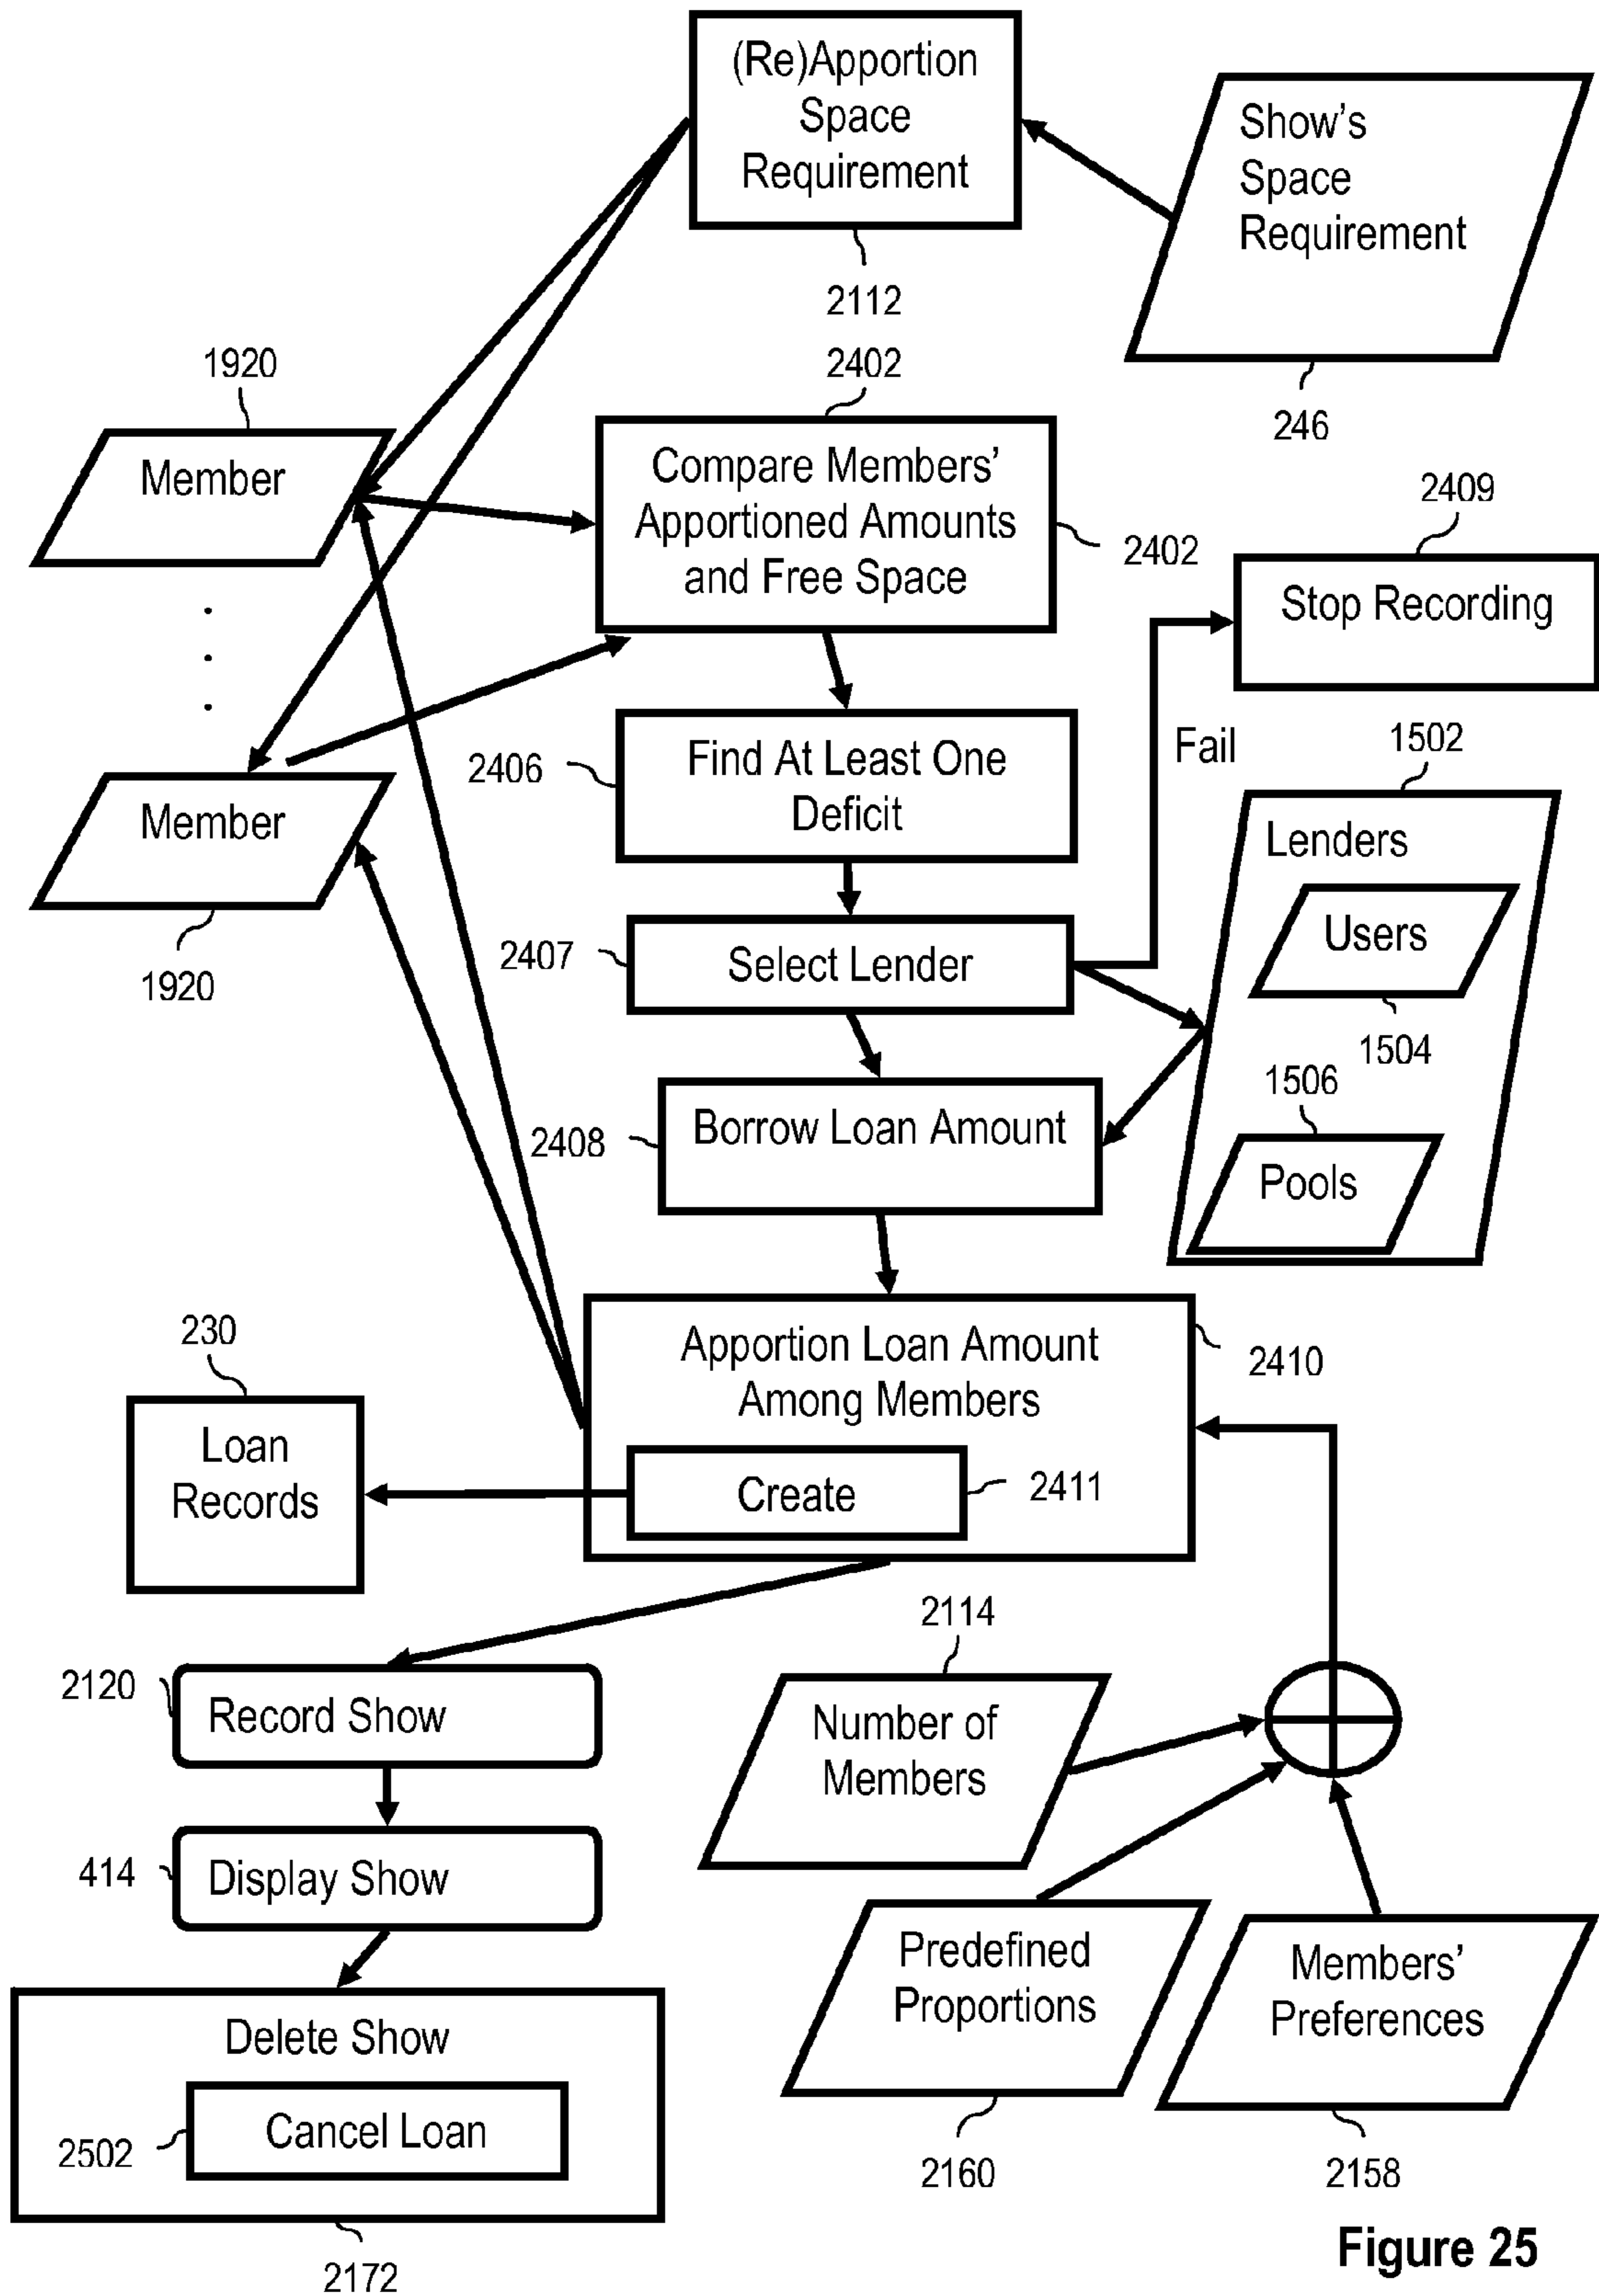 (Re)Apportion
Space
Requirement
2112
Show's
Space
Requirement
246
1920
Member
.
.
.
Member
1920
2402
Compare Members'
Apportioned Amounts
and Free Space
2402
2409
Stop Recording
Fail
2406
Find At Least One
Deficit
2407
Select Lender
1502
Lenders
Users
1504
1506
Pools
2408
Borrow Loan Amount
Apportion Loan Amount
Among Members
2410
Create
2411
230
Loan
Records
2120
Record Show
414
Display Show
Delete Show
2502
Cancel Loan
2172
2114
Number of
Members
Predefined
Proportions
2160
Members'
Preferences
2158
Figure 25